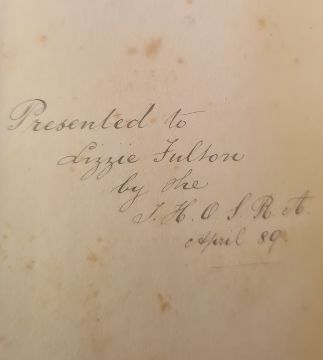 Presented to
Lizzie Fulton
by the
I. H. O. S. R. A.
April 89